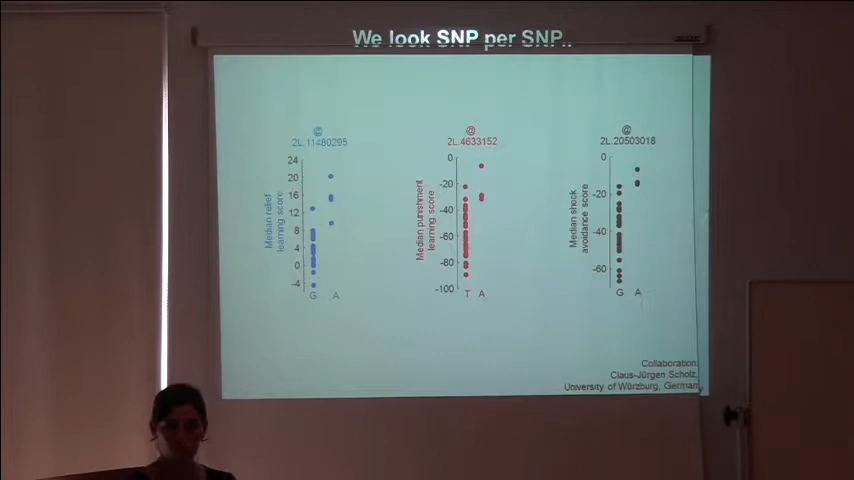 We look SNP per SNP..
@
2L.11480295
24
20
16
12
8
4
0
-4
Median relief
learning score
G A
@
2L.4633152
0
-20
-40
-60
-80
-100
Median punishment
learning score
T A
@
2L.20503018
0
-20
-40
-60
Median shock
avoidance score
G A
Collaboration:
Claus-Jürgen Scholz,
University of Würzburg, Germany